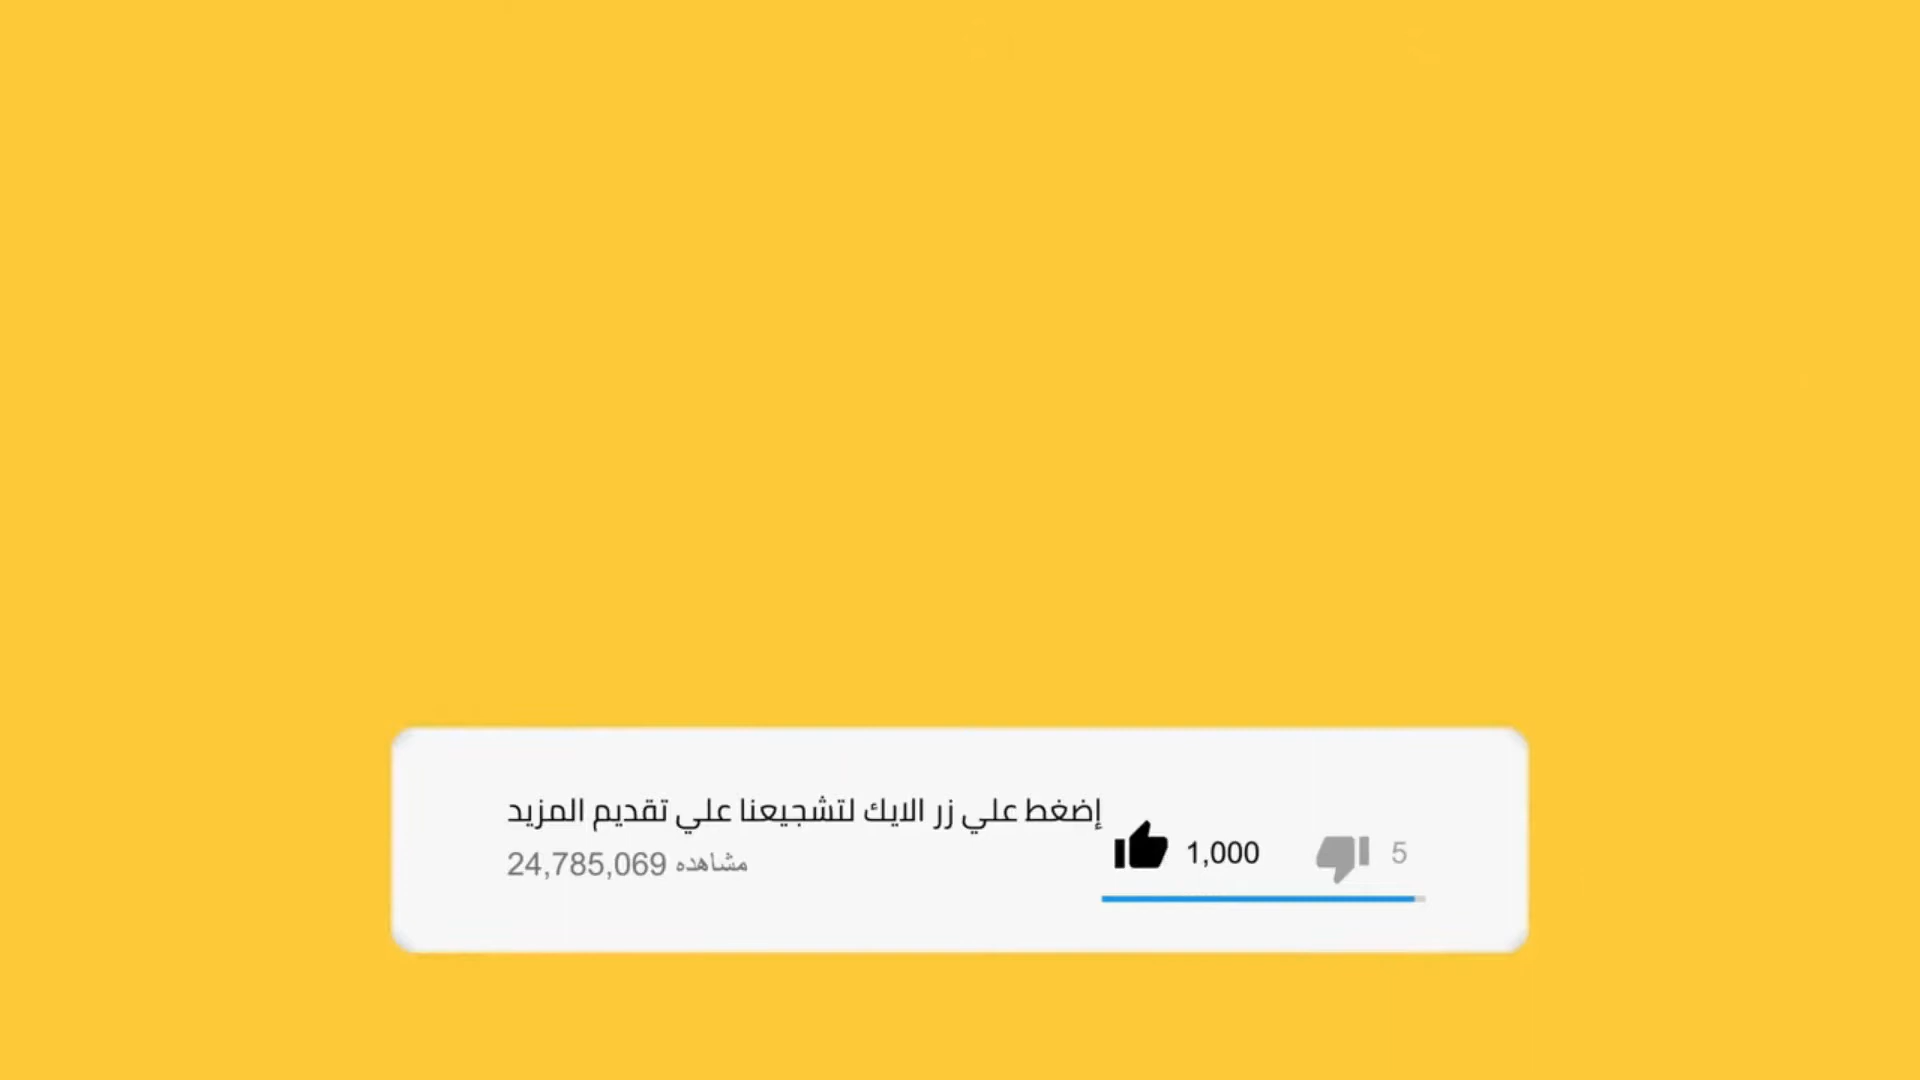 إضغط علي زر الايك لتشجيعنا علي تقديم المزيد
24,785,069 مشاهده
1,000
5